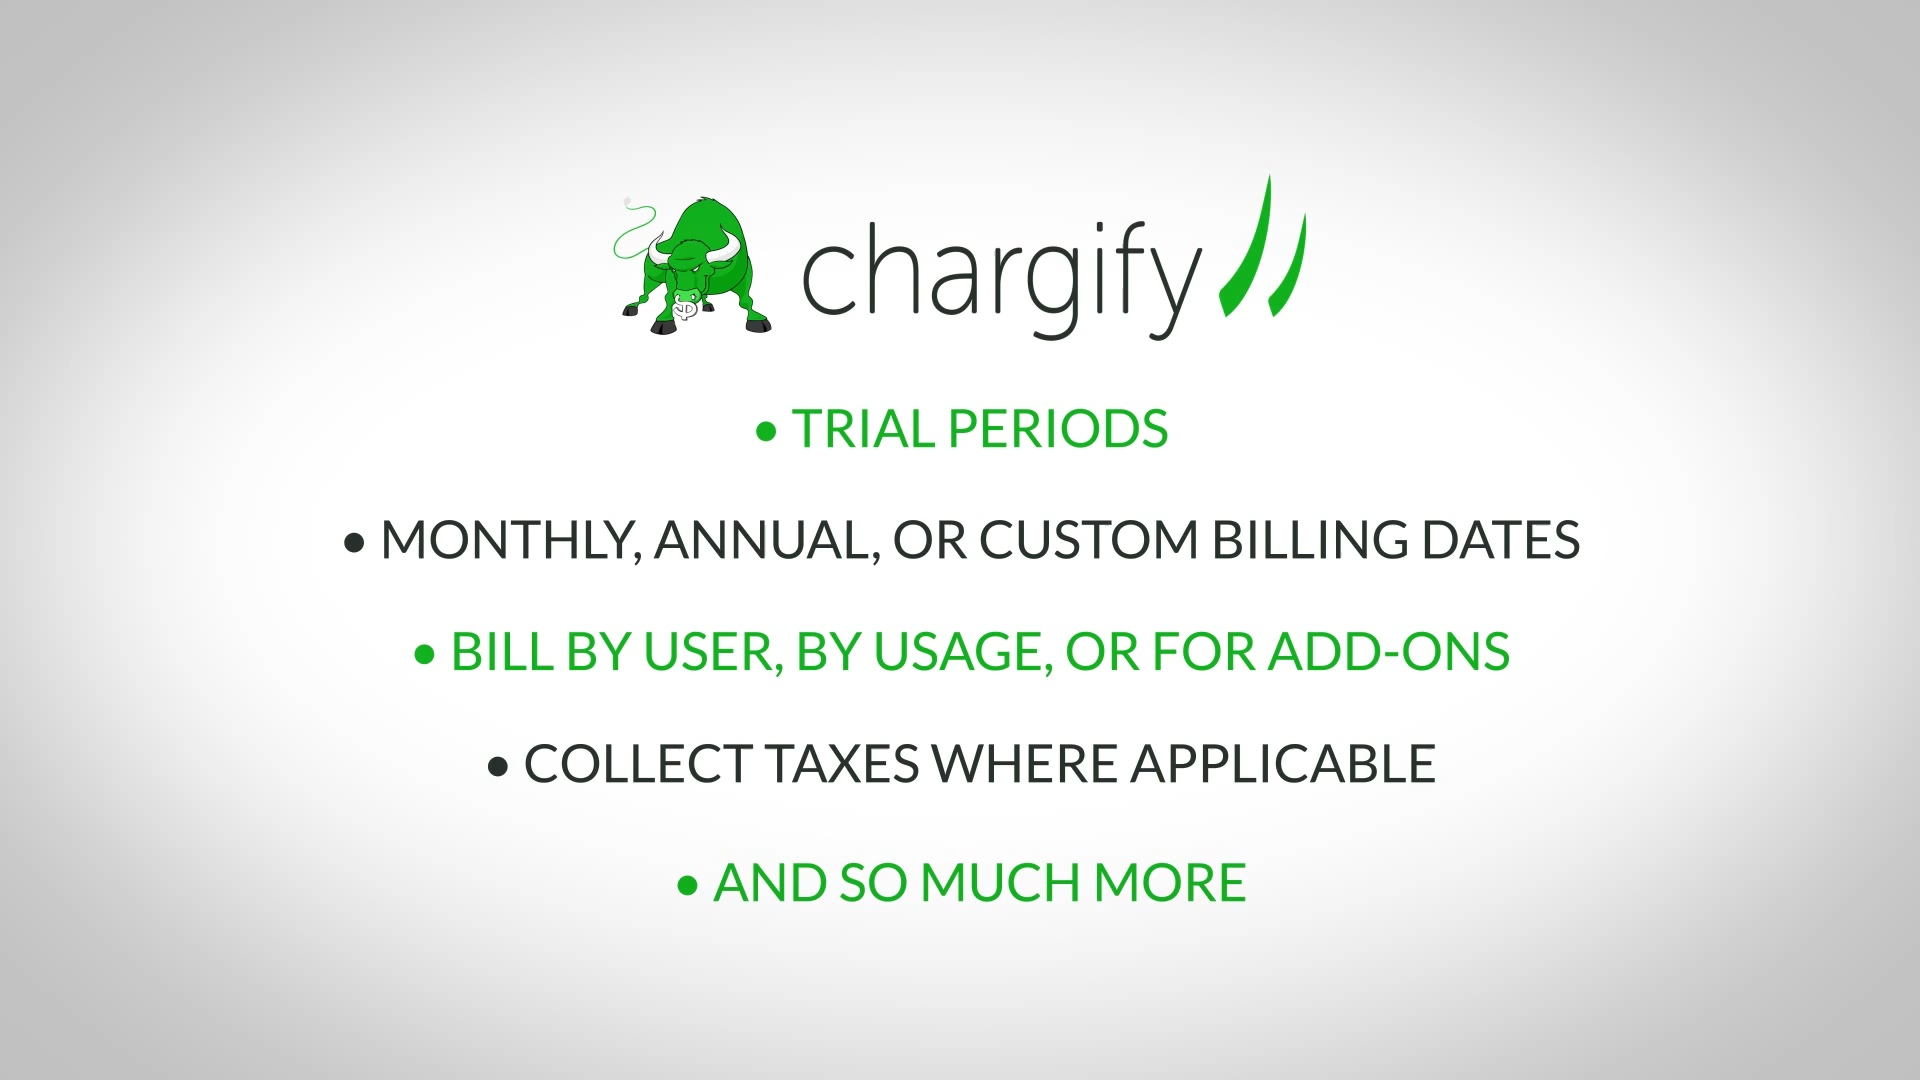 chargify
• TRIAL PERIODS
• MONTHLY, ANNUAL, OR CUSTOM BILLING DATES
• BILL BY USER, BY USAGE, OR FOR ADD-ONS
• COLLECT TAXES WHERE APPLICABLE
• AND SO MUCH MORE